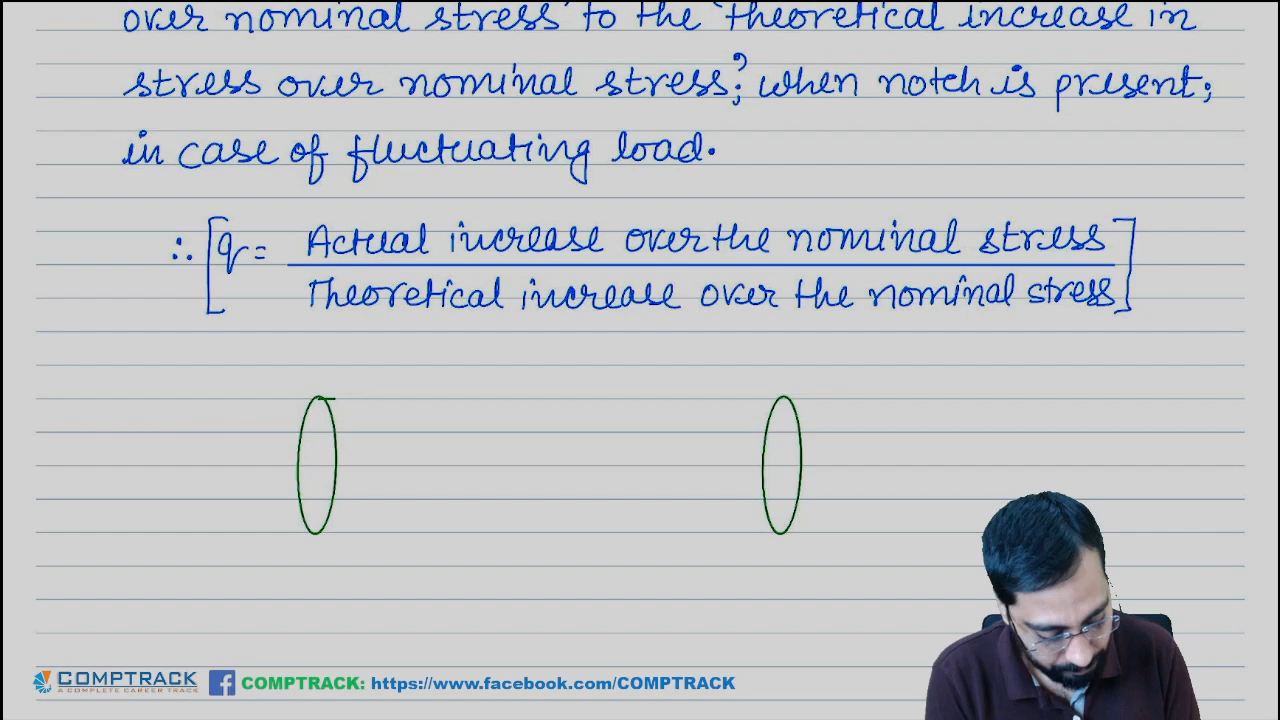 over nominal stress to the theoretical increase in
stress over nominal stress; when notch is present;
in case of fluctuating load.
∴ [q = Actual increase over the nominal stress
Theoretical increase over the nominal stress]
COMPTRACK
A COMPLETE CAREER TRACK
f COMPTRACK: https://www.facebook.com/COMPTRACK